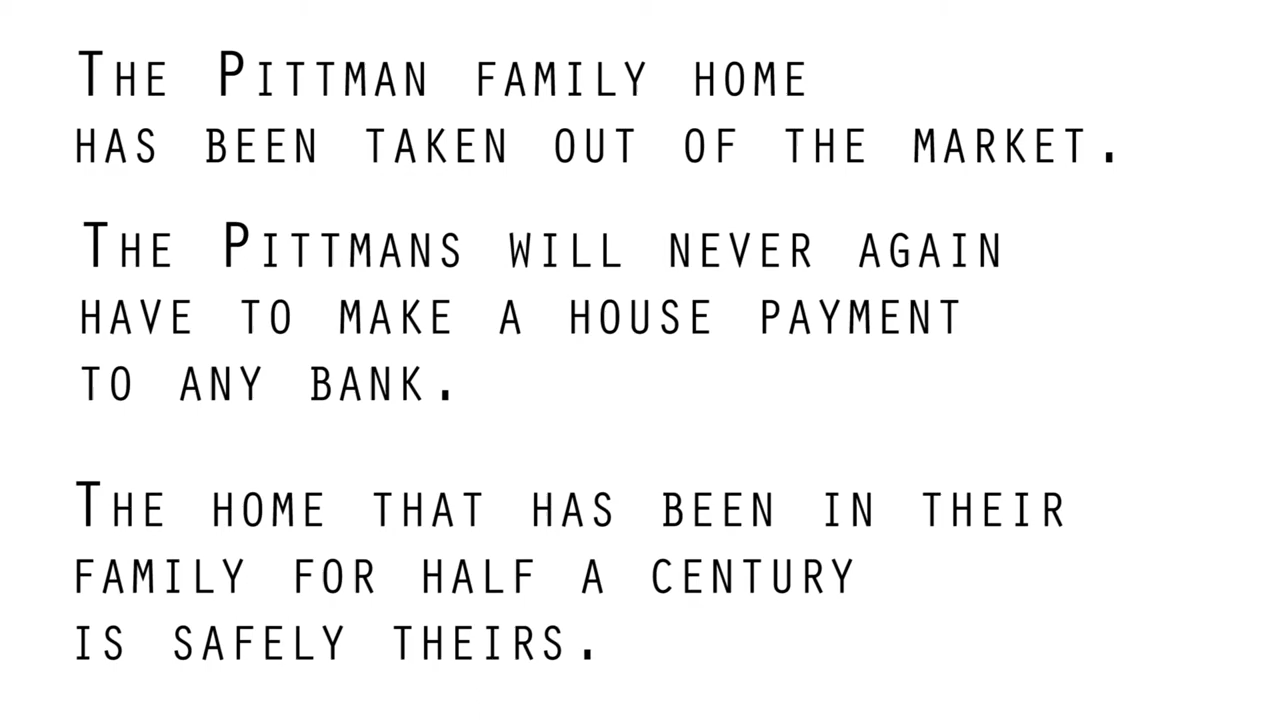 The Pittman family home
has been taken out of the market.
The Pittmans will never again
have to make a house payment
to any bank.
The home that has been in their
family for half a century
is safely theirs.